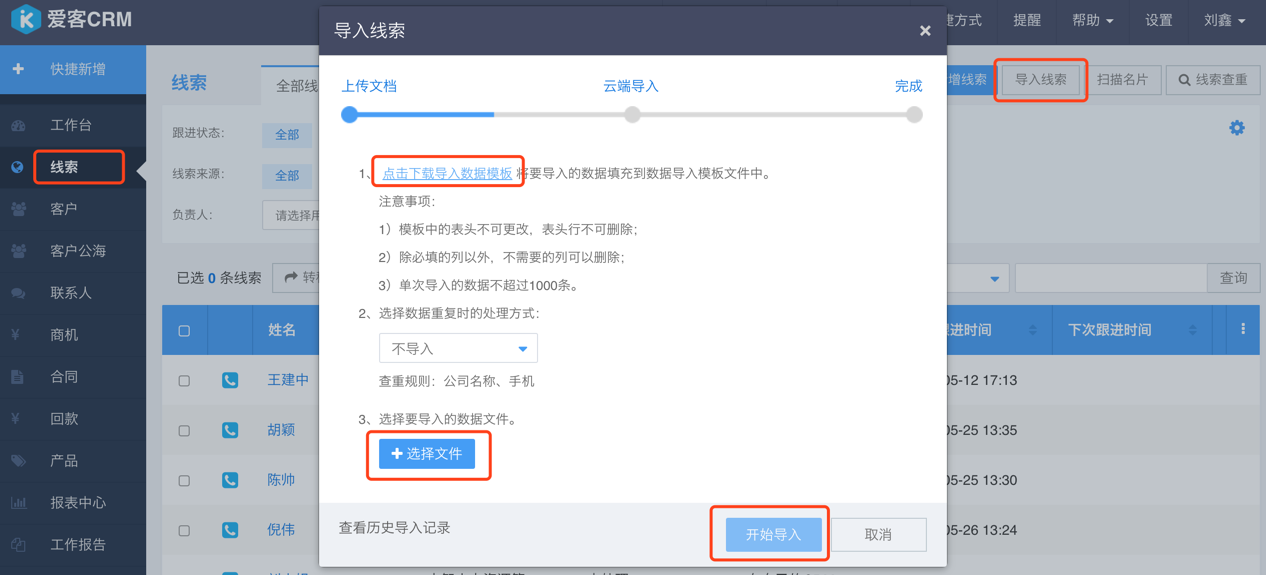 爱客CRM
捷方式
提醒
帮助
设置
刘鑫
快捷新增
工作台
线索
客户
客户公海
联系人
商机
合同
回款
产品
报表中心
工作报告
线索
全部线
增线索
导入线索
扫描名片
线索查重
跟进状态:
全部
线索来源:
全部
负责人:
请选择用
已选 0 条线索
查询
姓名
进时间
下次跟进时间
王建中
05-12 17:13
胡颖
05-25 13:35
陈帅
05-25 13:30
倪伟
05-26 13:24
导入线索
×
上传文档
云端导入
完成
1、点击下载导入数据模板 将要导入的数据填充到数据导入模板文件中。
注意事项:
1）模板中的表头不可更改，表头行不可删除；
2）除必填的列以外，不需要的列可以删除；
3）单次导入的数据不超过1000条。
2、选择数据重复时的处理方式:
不导入
查重规则：公司名称、手机
3、选择要导入的数据文件。
选择文件
查看历史导入记录
开始导入
取消